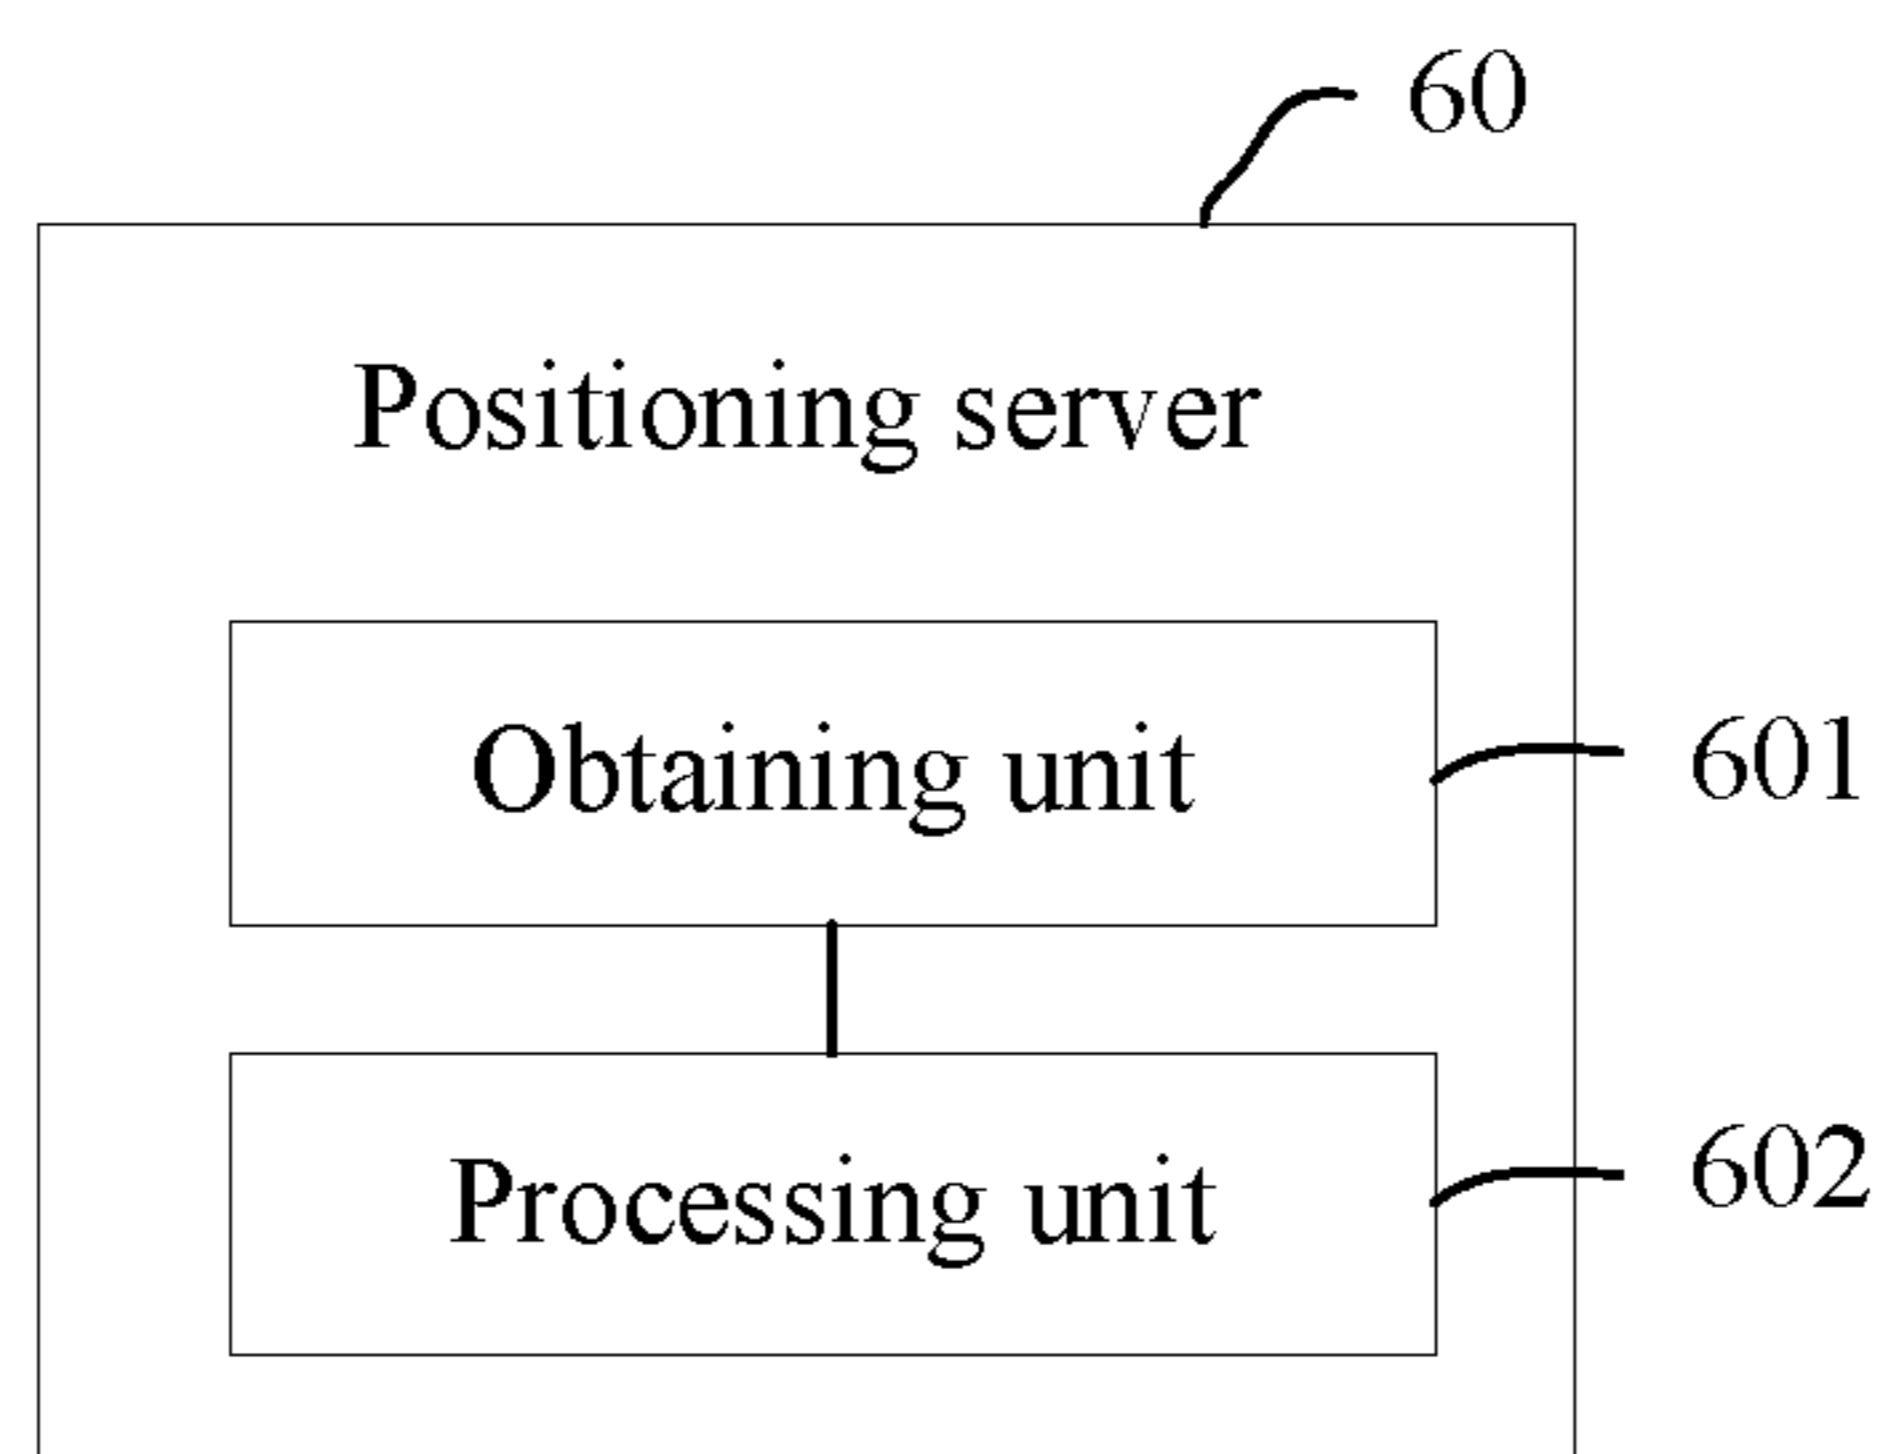 60
Positioning server
Obtaining unit
601
Processing unit
602